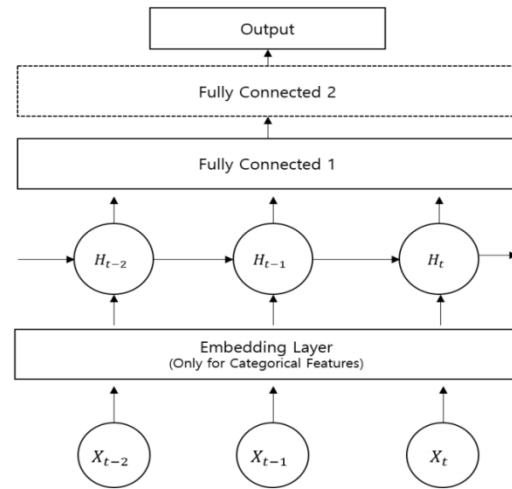 Output
Fully Connected 2
Fully Connected 1
H_{t-2} H_{t-1} H_t
Embedding Layer
(Only for Categorical Features)
X_{t-2} X_{t-1} X_t